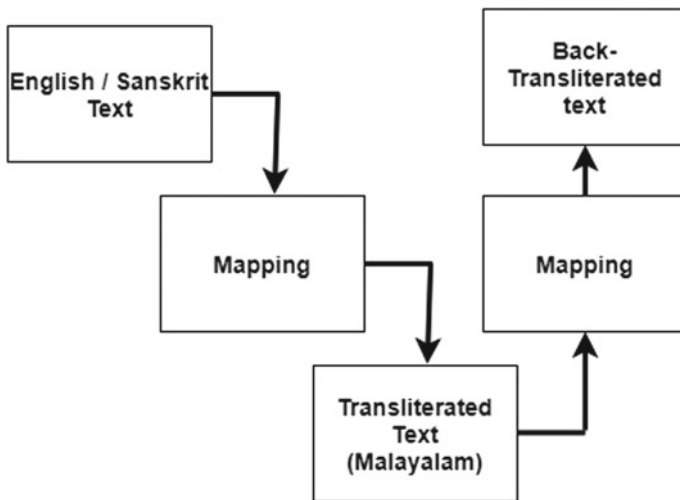 English / Sanskrit
Text
Mapping
Transliterated
Text
(Malayalam)
Mapping
Back-
Transliterated
text